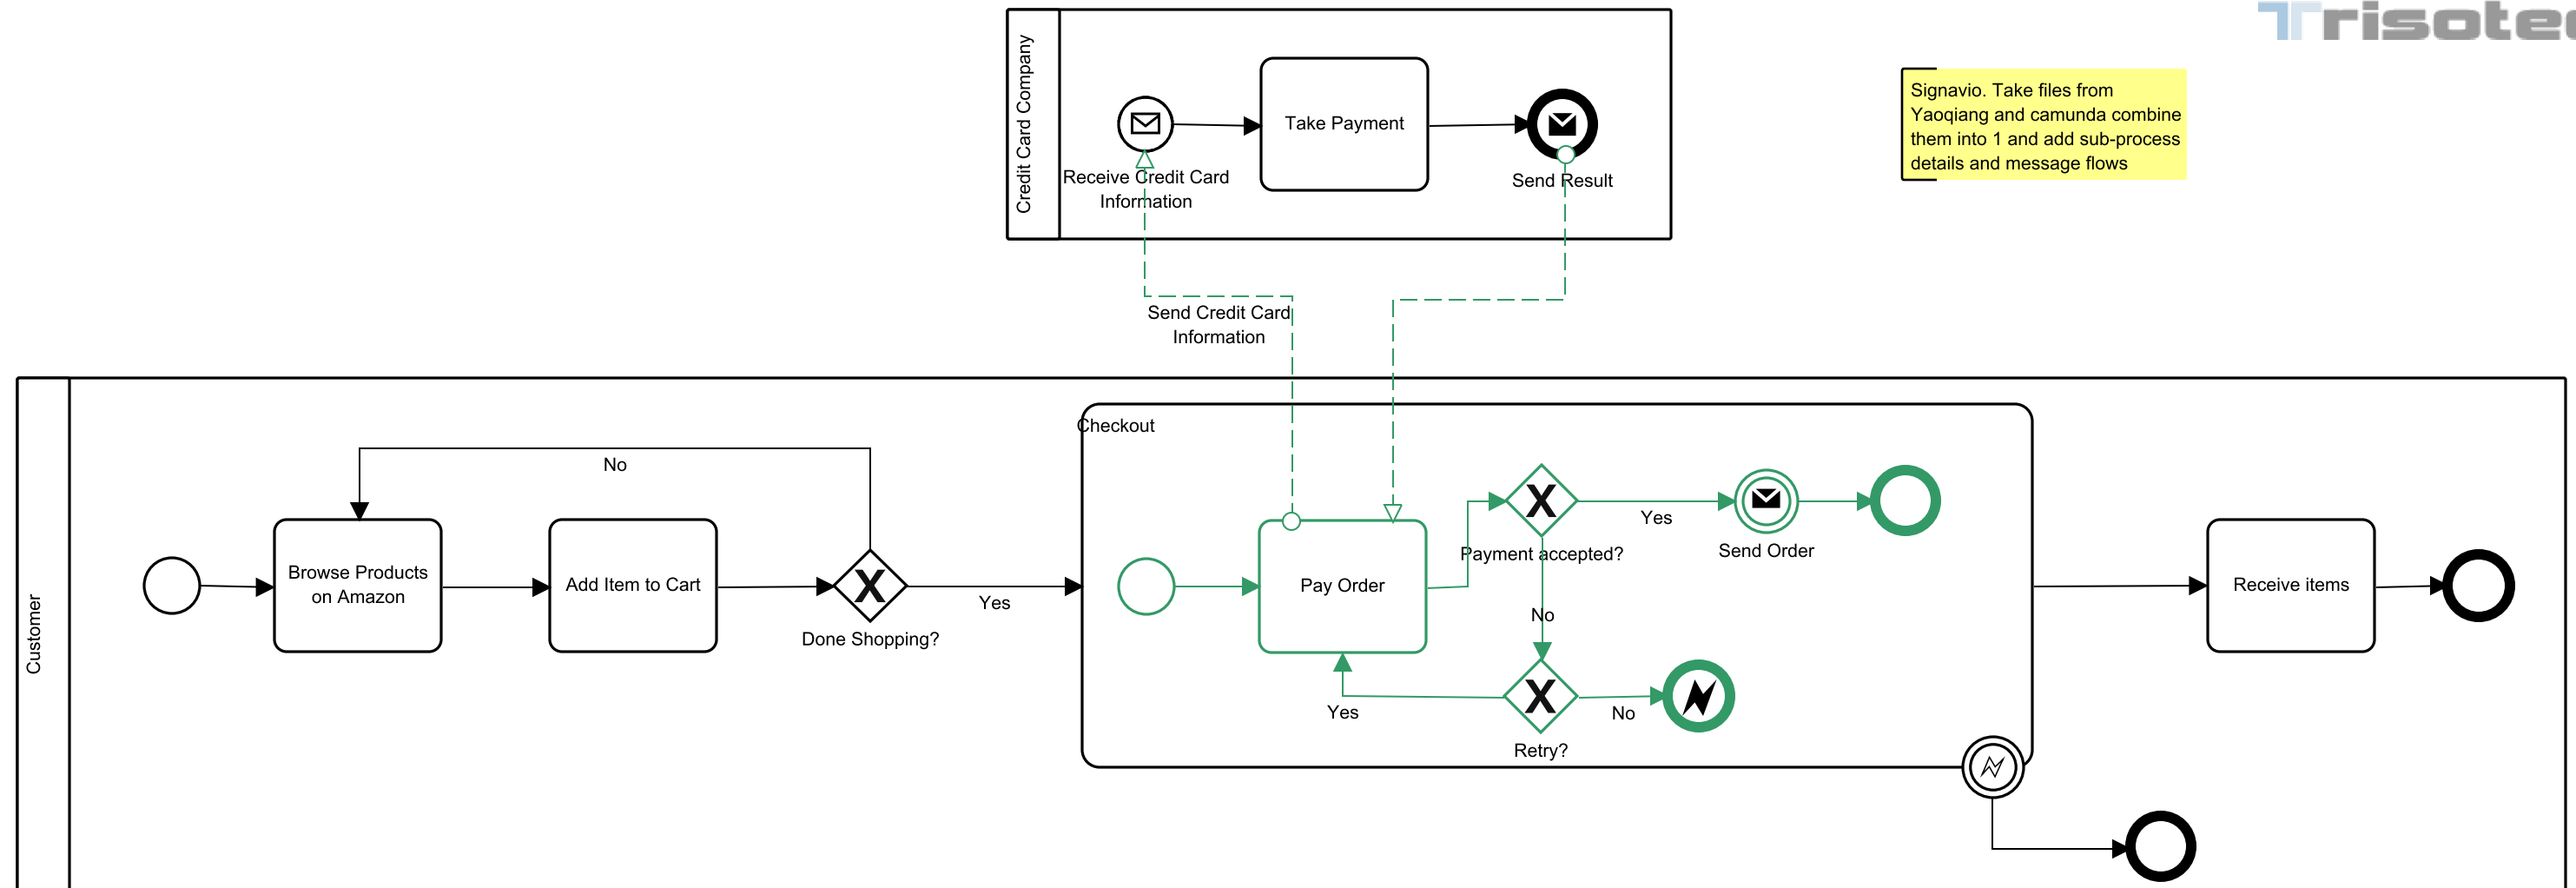 Trisotec
Credit Card Company
Take Payment
Receive Credit Card
Information
Send Result
Signavio. Take files from
Yaoqiang and camunda combine
them into 1 and add sub-process
details and message flows
Send Credit Card
Information
Customer
Checkout
No
Browse Products
on Amazon
Add Item to Cart
X
Done Shopping?
Yes
Pay Order
X
Payment accepted?
Yes
Send Order
No
X
Yes
No
Retry?
Receive items